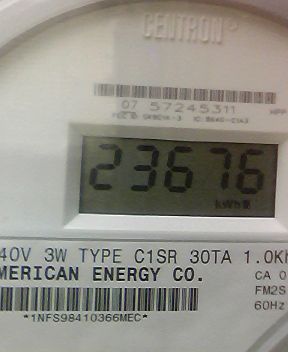 CENTRON
07 57245311
23676
kWh
40V 3W TYPE C1SR 30TA 1.0Kh
MERICAN ENERGY CO.
CA 0
FM2S
60Hz
*1NFS98410366MEC*